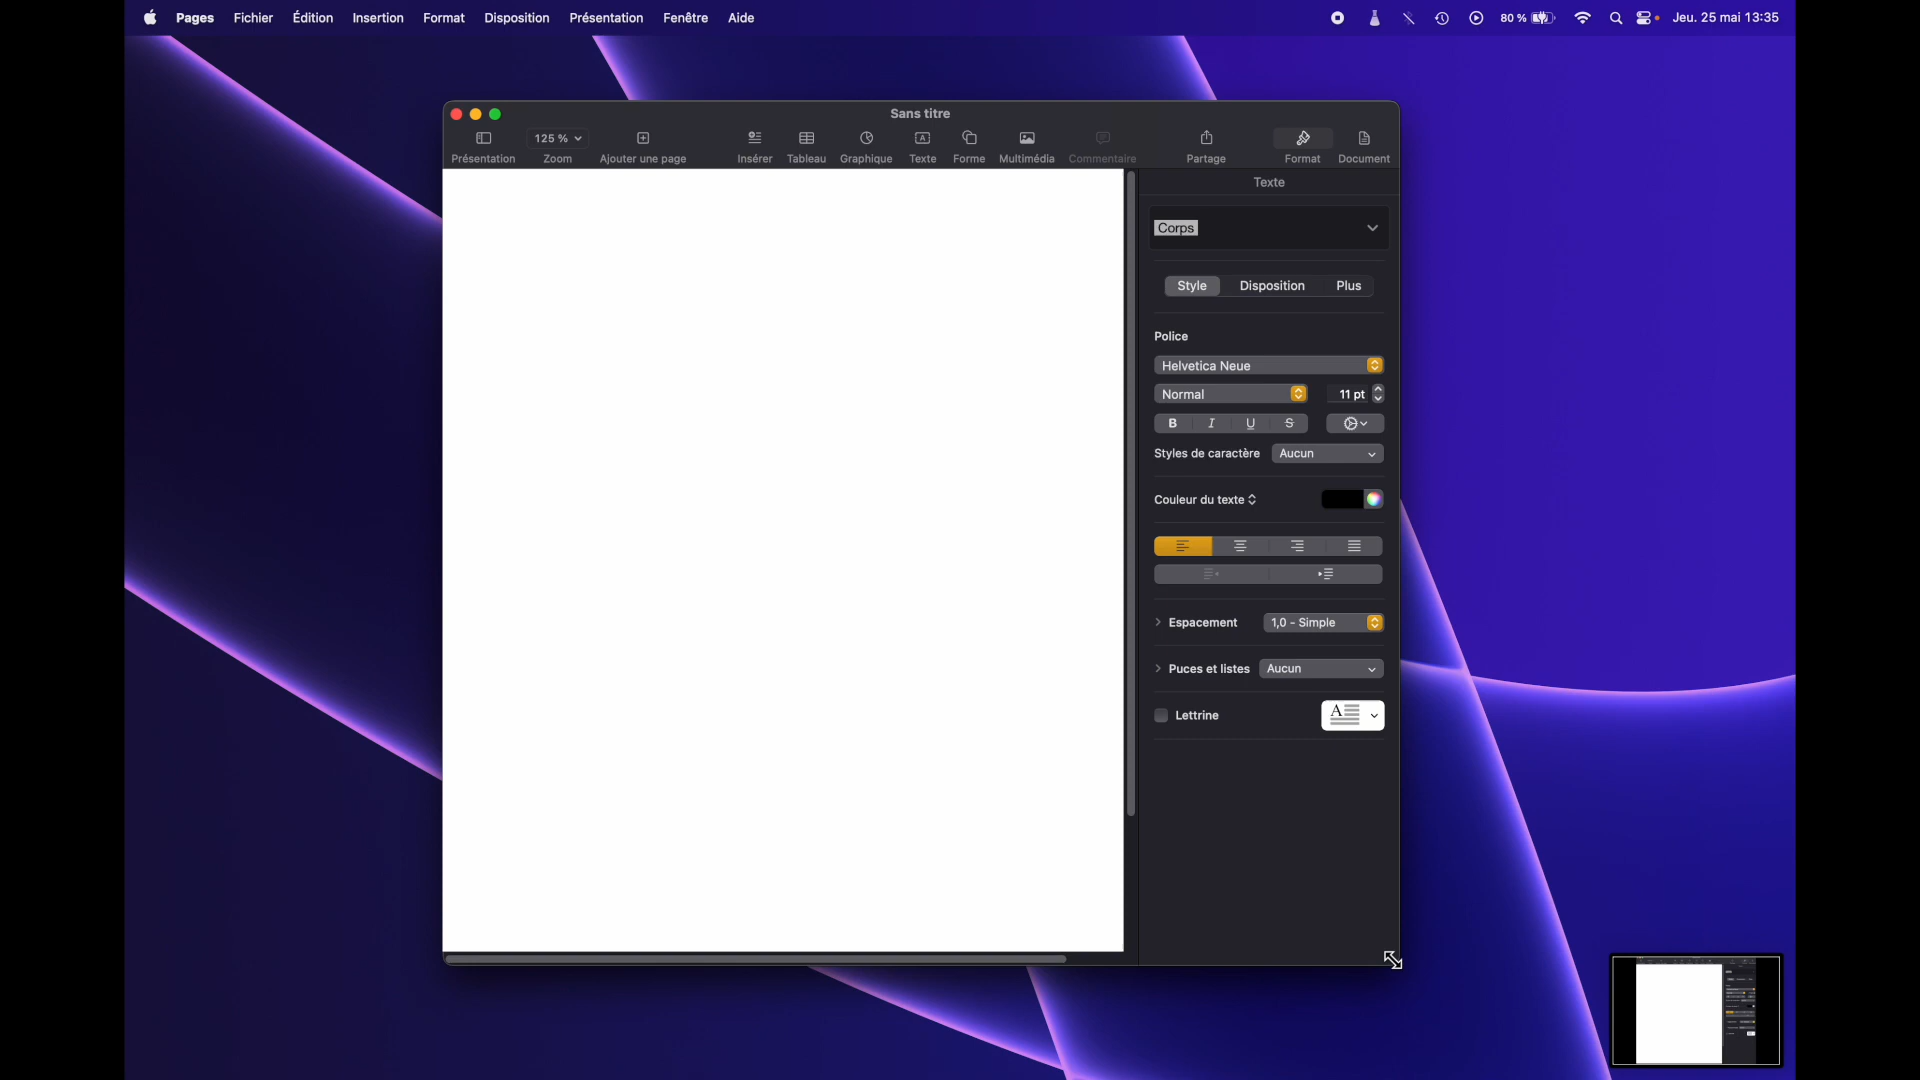 Pages Fichier Édition Insertion Format Disposition Présentation Fenêtre Aide 80 % Jeu. 25 mai 13:35
Sans titre
125 %
Présentation Zoom Ajouter une page Insérer Tableau Graphique Texte Forme Multimédia Commentaire Partage Format Document
Texte
Corps
Style Disposition Plus
Police
Helvetica Neue
Normal 11 pt
B I U S
Styles de caractère Aucun
Couleur du texte
Espacement 1,0 - Simple
Puces et listes Aucun
Lettrine A